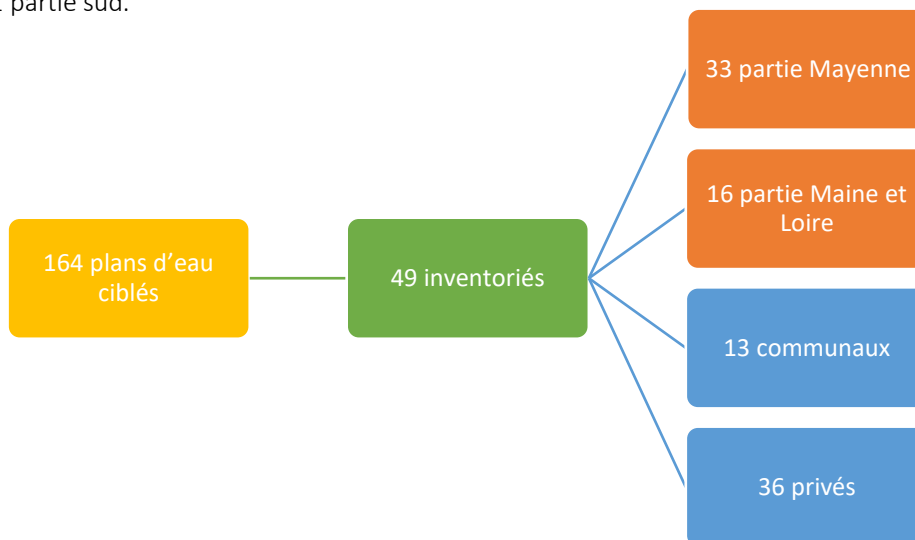 partie sud.
33 partie Mayenne
16 partie Maine et
Loire
164 plans d’eau
ciblés
49 inventoriés
13 communaux
36 privés